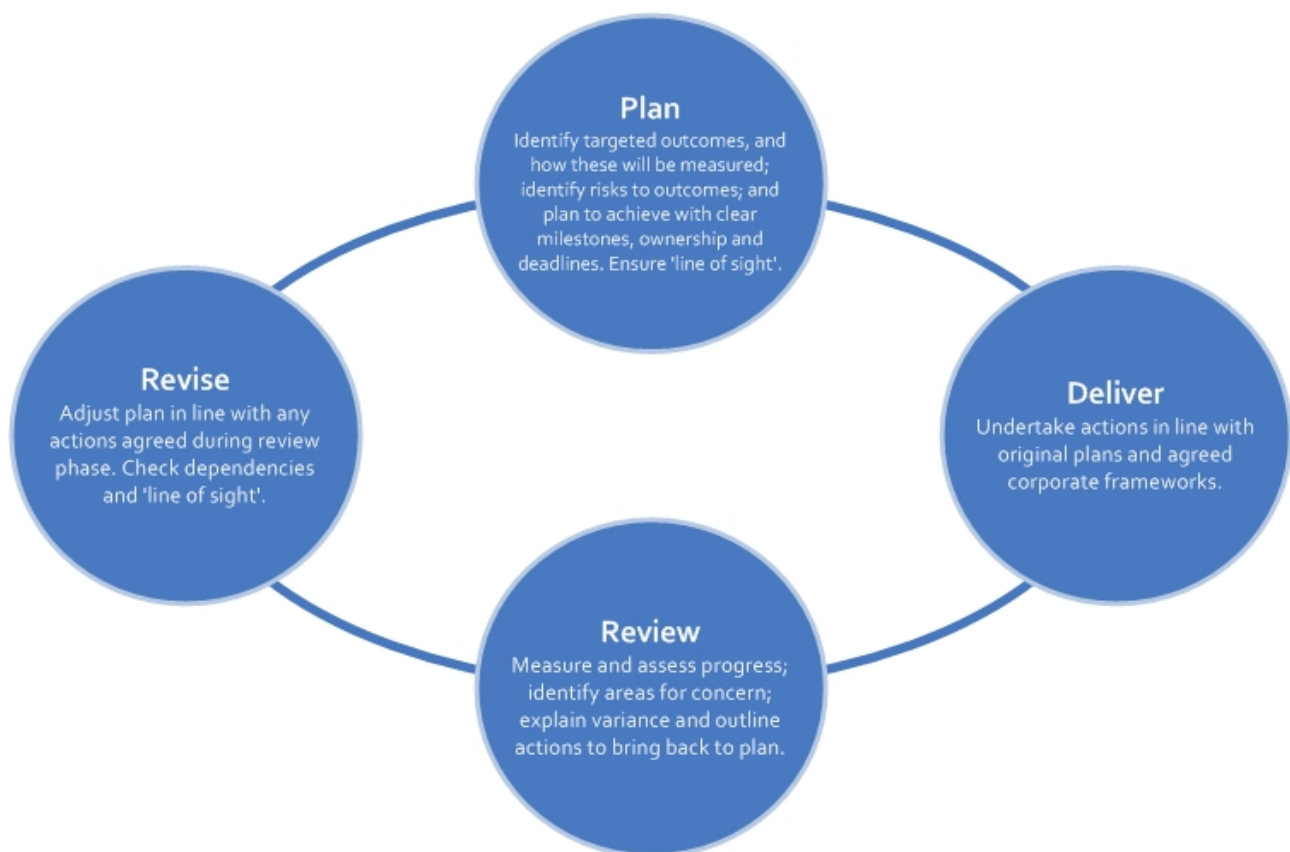 Plan
Identify targeted outcomes, and
how these will be measured;
identify risks to outcomes; and
plan to achieve with clear
milestones, ownership and
deadlines. Ensure 'line of sight'.
Deliver
Undertake actions in line with
original plans and agreed
corporate frameworks.
Review
Measure and assess progress;
identify areas for concern;
explain variance and outline
actions to bring back to plan.
Revise
Adjust plan in line with any
actions agreed during review
phase. Check dependencies
and 'line of sight'.